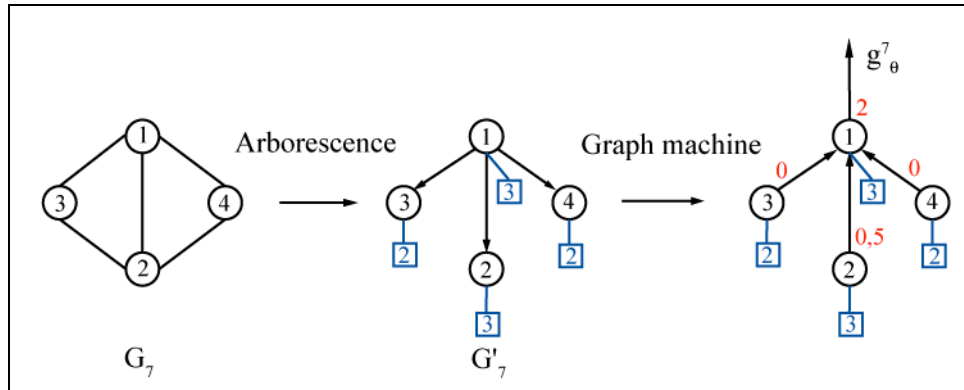 g⁷θ
2
1 1 1
Arborescence Graph machine
0 0
3 4 3 3 4 3 3 4
2 2 2 2
0,5
2 2 2
3 3
G₇ G'₇